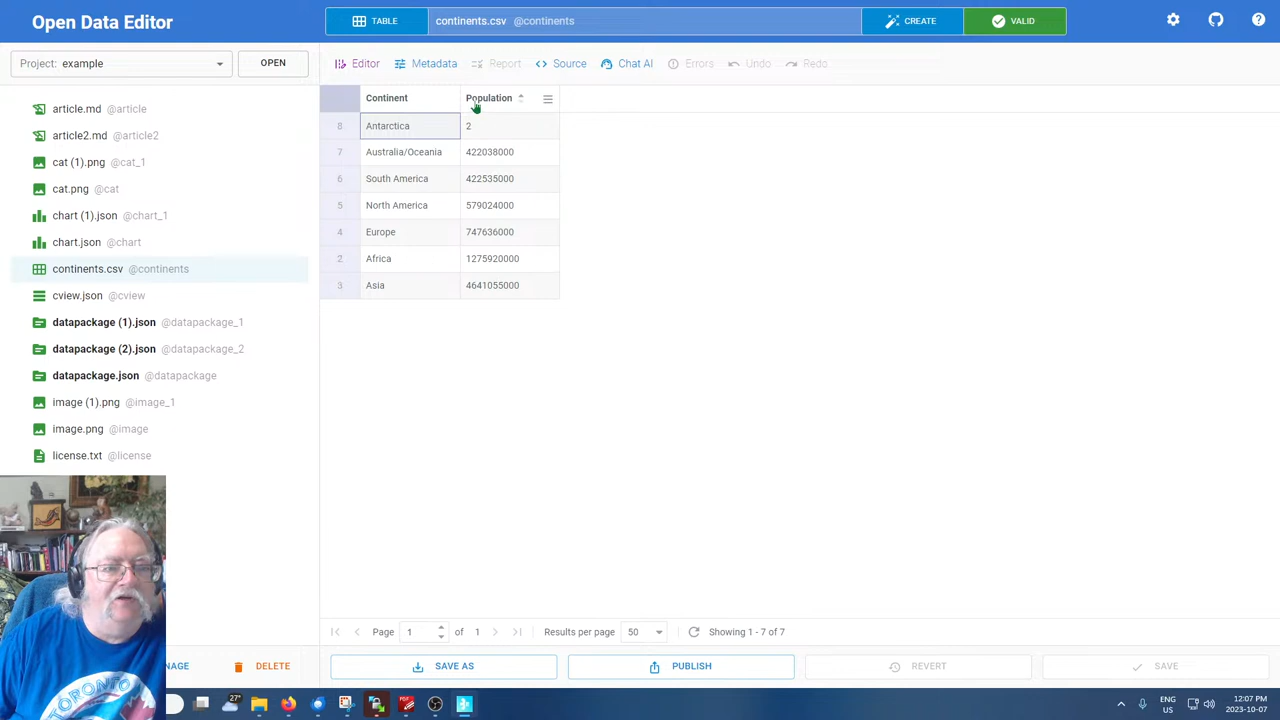 Open Data Editor
TABLE
continents.csv @continents
CREATE
VALID
Project: example
OPEN
Editor
Metadata
Report
Source
Chat AI
Errors
Undo
Redo
article.md @article
article2.md @article2
cat (1).png @cat_1
cat.png @cat
chart (1).json @chart_1
chart.json @chart
continents.csv @continents
cview.json @cview
datapackage (1).json @datapackage_1
datapackage (2).json @datapackage_2
datapackage.json @datapackage
image (1).png @image_1
image.png @image
license.txt @license
Continent Population
8 Antarctica 2
7 Australia/Oceania 422038000
6 South America 422535000
5 North America 579024000
4 Europe 747636000
2 Africa 1275920000
3 Asia 4641055000
Page 1 of 1
Results per page 50
Showing 1 - 7 of 7
NAGE
DELETE
SAVE AS
PUBLISH
REVERT
SAVE
TORONTO
27°
ENG
US
12:07 PM
2023-10-07